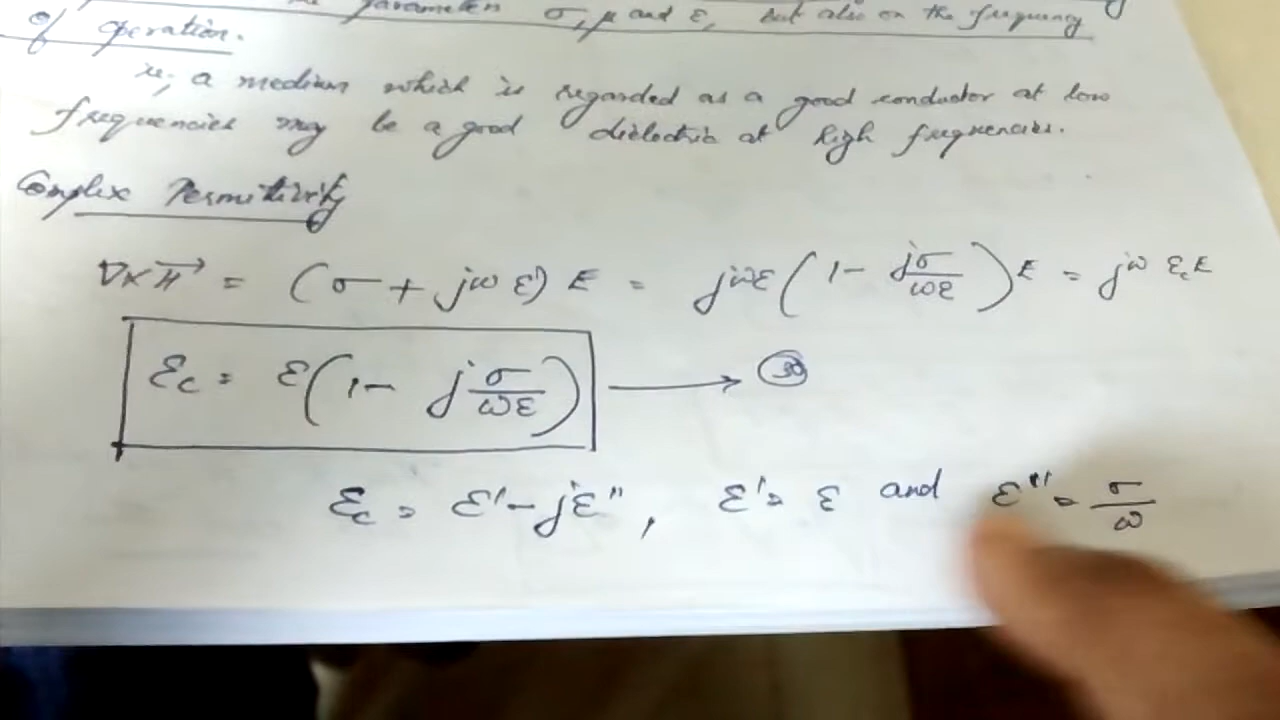 parameters σ, μ and ε, but also on the frequency
of operation.
ie; a medium which is regarded as a good conductor at low
frequencies may be a good dielectric at high frequencies.
Complex Permitivity
∇×H⃗ = (σ + jωε) E = jωε(1 - jσ/ωε)E = jω ε_c E
ε_c = ε(1 - j σ/ωε) → 30
ε_c = ε' - jε'', ε' = ε and ε'' = σ/ω